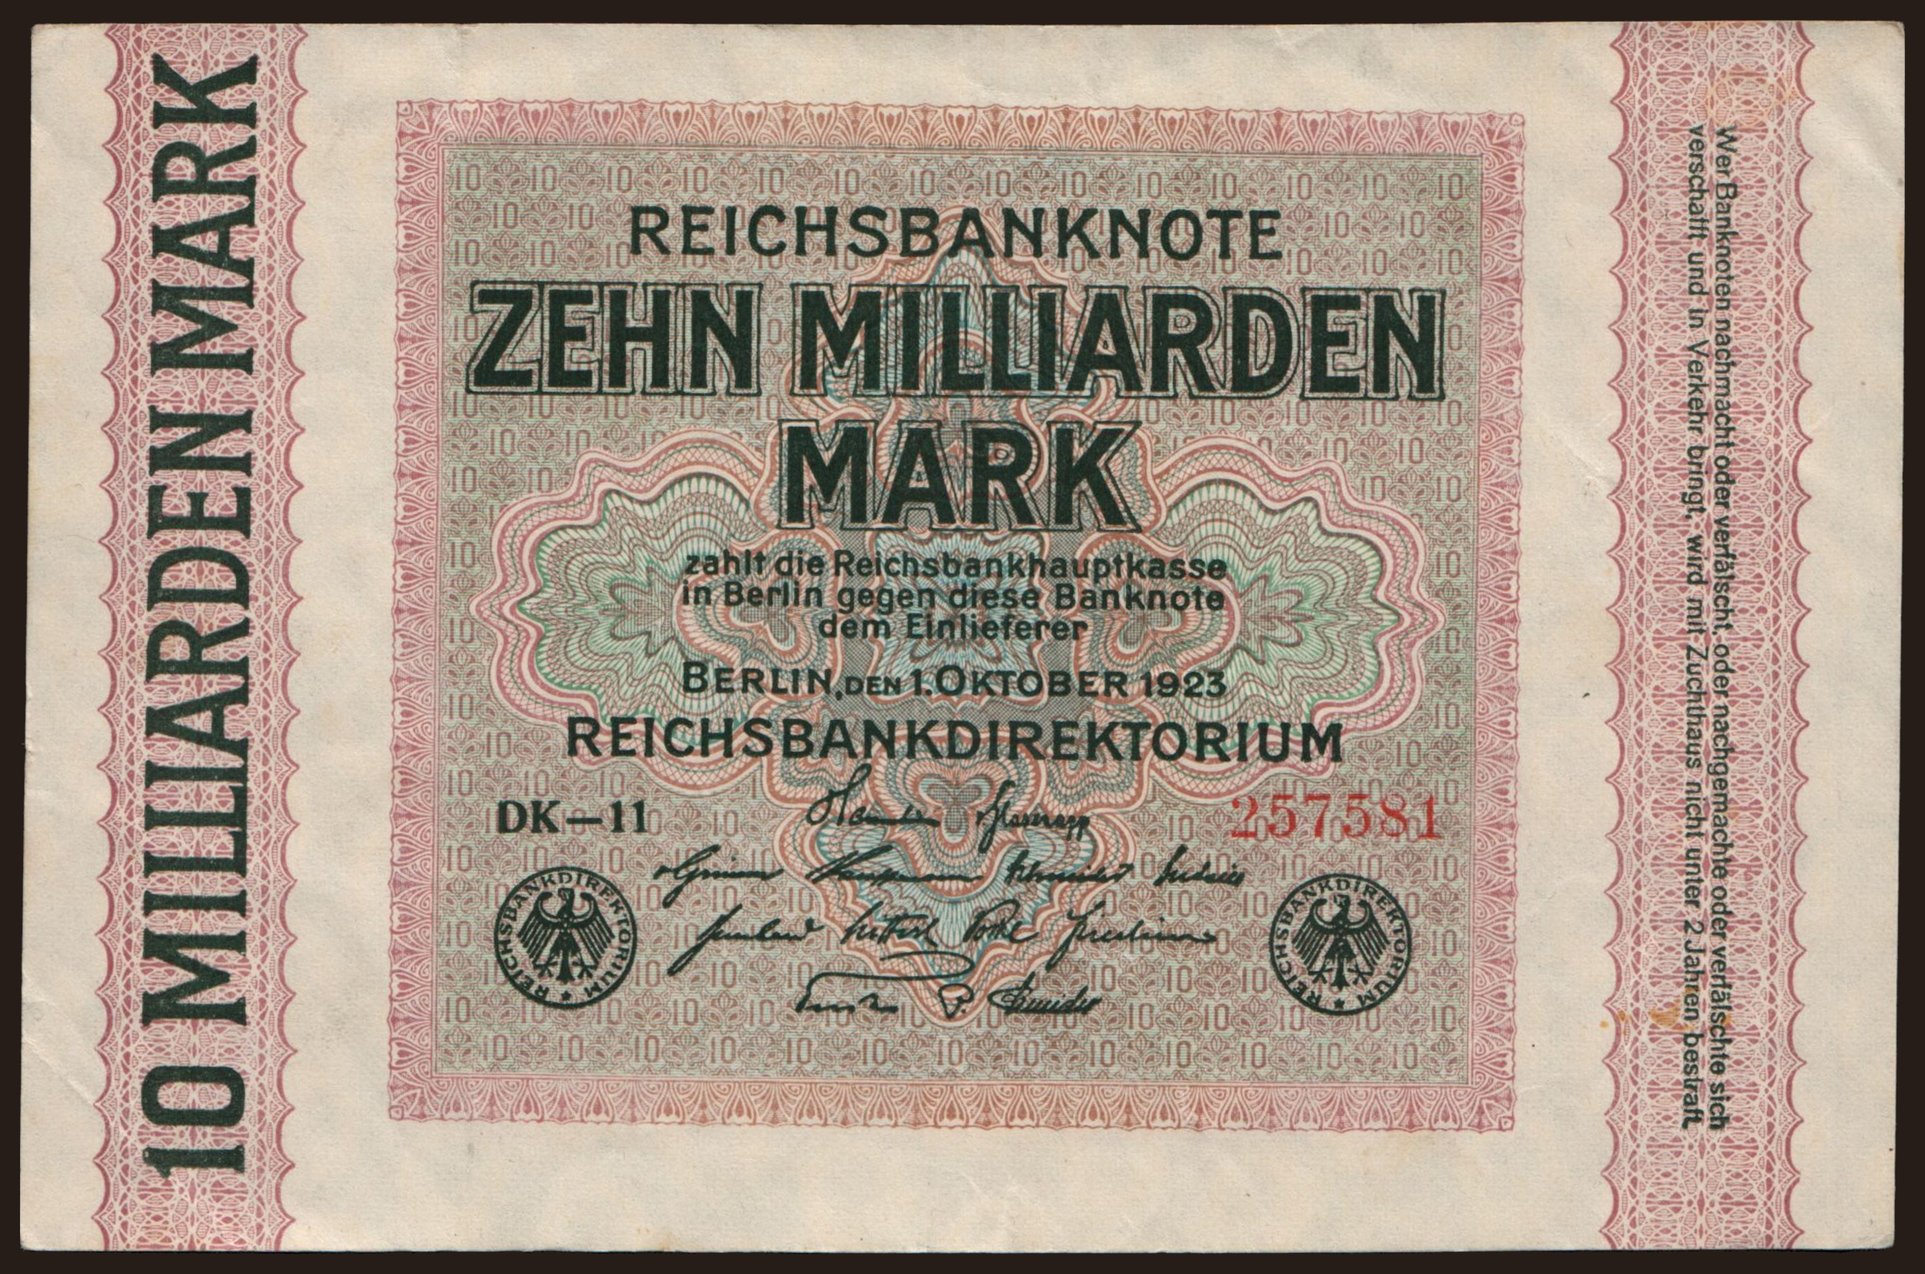 10 MILLIARDEN MARK
REICHSBANKNOTE
ZEHN MILLIARDEN
MARK
zahlt die Reichsbankhauptkasse
in Berlin gegen diese Banknote
dem Einlieferer
BERLIN, DEN 1. OKTOBER 1923
REICHSBANKDIREKTORIUM
DK—11
257581
REICHSBANKDIREKTORIUM
REICHSBANKDIREKTORIUM
Wer Banknoten nachmacht oder verfälscht, oder nachgemachte oder verfälschte sich
verschafft und in Verkehr bringt, wird mit Zuchthaus nicht unter 2 Jahren bestraft